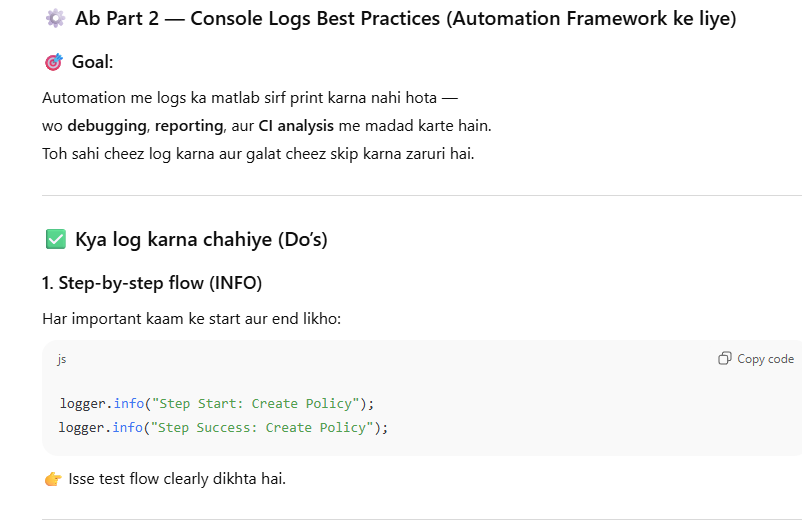 ⚙️ Ab Part 2 — Console Logs Best Practices (Automation Framework ke liye)
🎯 Goal:
Automation me logs ka matlab sirf print karna nahi hota —
wo debugging, reporting, aur CI analysis me madad karte hain.
Toh sahi cheez log karna aur galat cheez skip karna zaruri hai.
✅ Kya log karna chahiye (Do’s)
1. Step-by-step flow (INFO)
Har important kaam ke start aur end likho:
js
Copy code
logger.info("Step Start: Create Policy");
logger.info("Step Success: Create Policy");
👉 Isse test flow clearly dikhta hai.